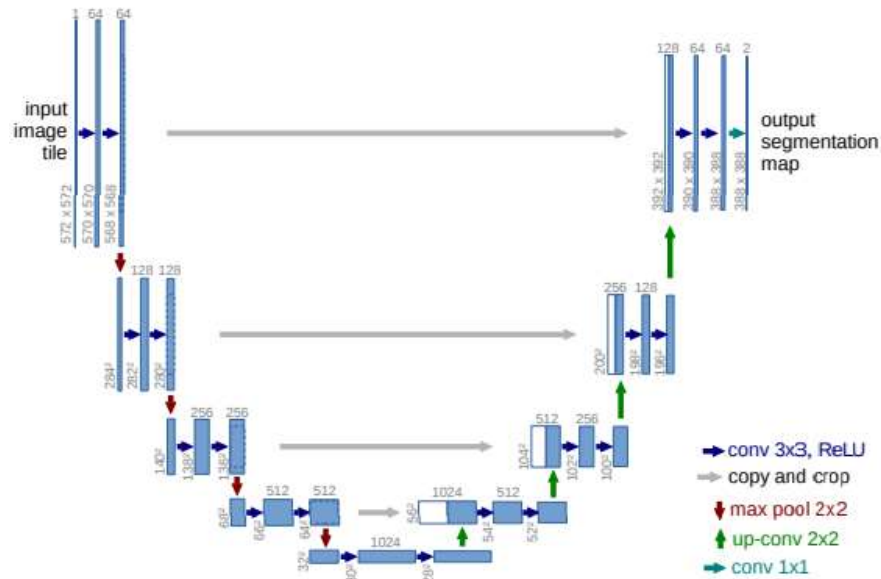 1
64
64
128
64
64
2
input
image
tile
output
segmentation
map
572 x 572
570 x 570
568 x 568
392 x 392
390 x 390
388 x 388
388 x 388
128
128
256
128
284²
282²
280²
200²
198²
196²
256
256
512
256
140²
138²
138²
104²
102²
100²
512
512
1024
512
68²
66²
64²
56²
54²
52²
1024
32²
conv 3x3, ReLU
copy and crop
max pool 2x2
up-conv 2x2
conv 1x1